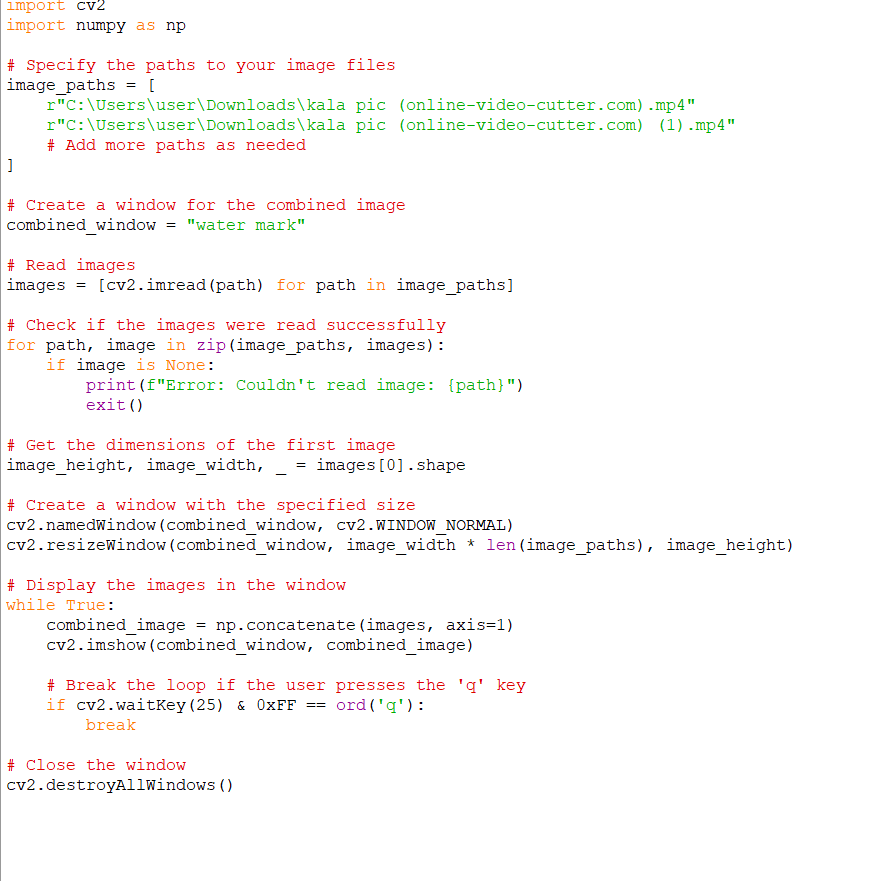 import cv2
import numpy as np
# Specify the paths to your image files
image_paths = [
    r"C:\Users\user\Downloads\kala pic (online-video-cutter.com).mp4"
    r"C:\Users\user\Downloads\kala pic (online-video-cutter.com) (1).mp4"
    # Add more paths as needed
]
# Create a window for the combined image
combined_window = "water mark"
# Read images
images = [cv2.imread(path) for path in image_paths]
# Check if the images were read successfully
for path, image in zip(image_paths, images):
    if image is None:
        print(f"Error: Couldn't read image: {path}")
        exit()
# Get the dimensions of the first image
image_height, image_width, _ = images[0].shape
# Create a window with the specified size
cv2.namedWindow(combined_window, cv2.WINDOW_NORMAL)
cv2.resizeWindow(combined_window, image_width * len(image_paths), image_height)
# Display the images in the window
while True:
    combined_image = np.concatenate(images, axis=1)
    cv2.imshow(combined_window, combined_image)
    # Break the loop if the user presses the 'q' key
    if cv2.waitKey(25) & 0xFF == ord('q'):
        break
# Close the window
cv2.destroyAllWindows()